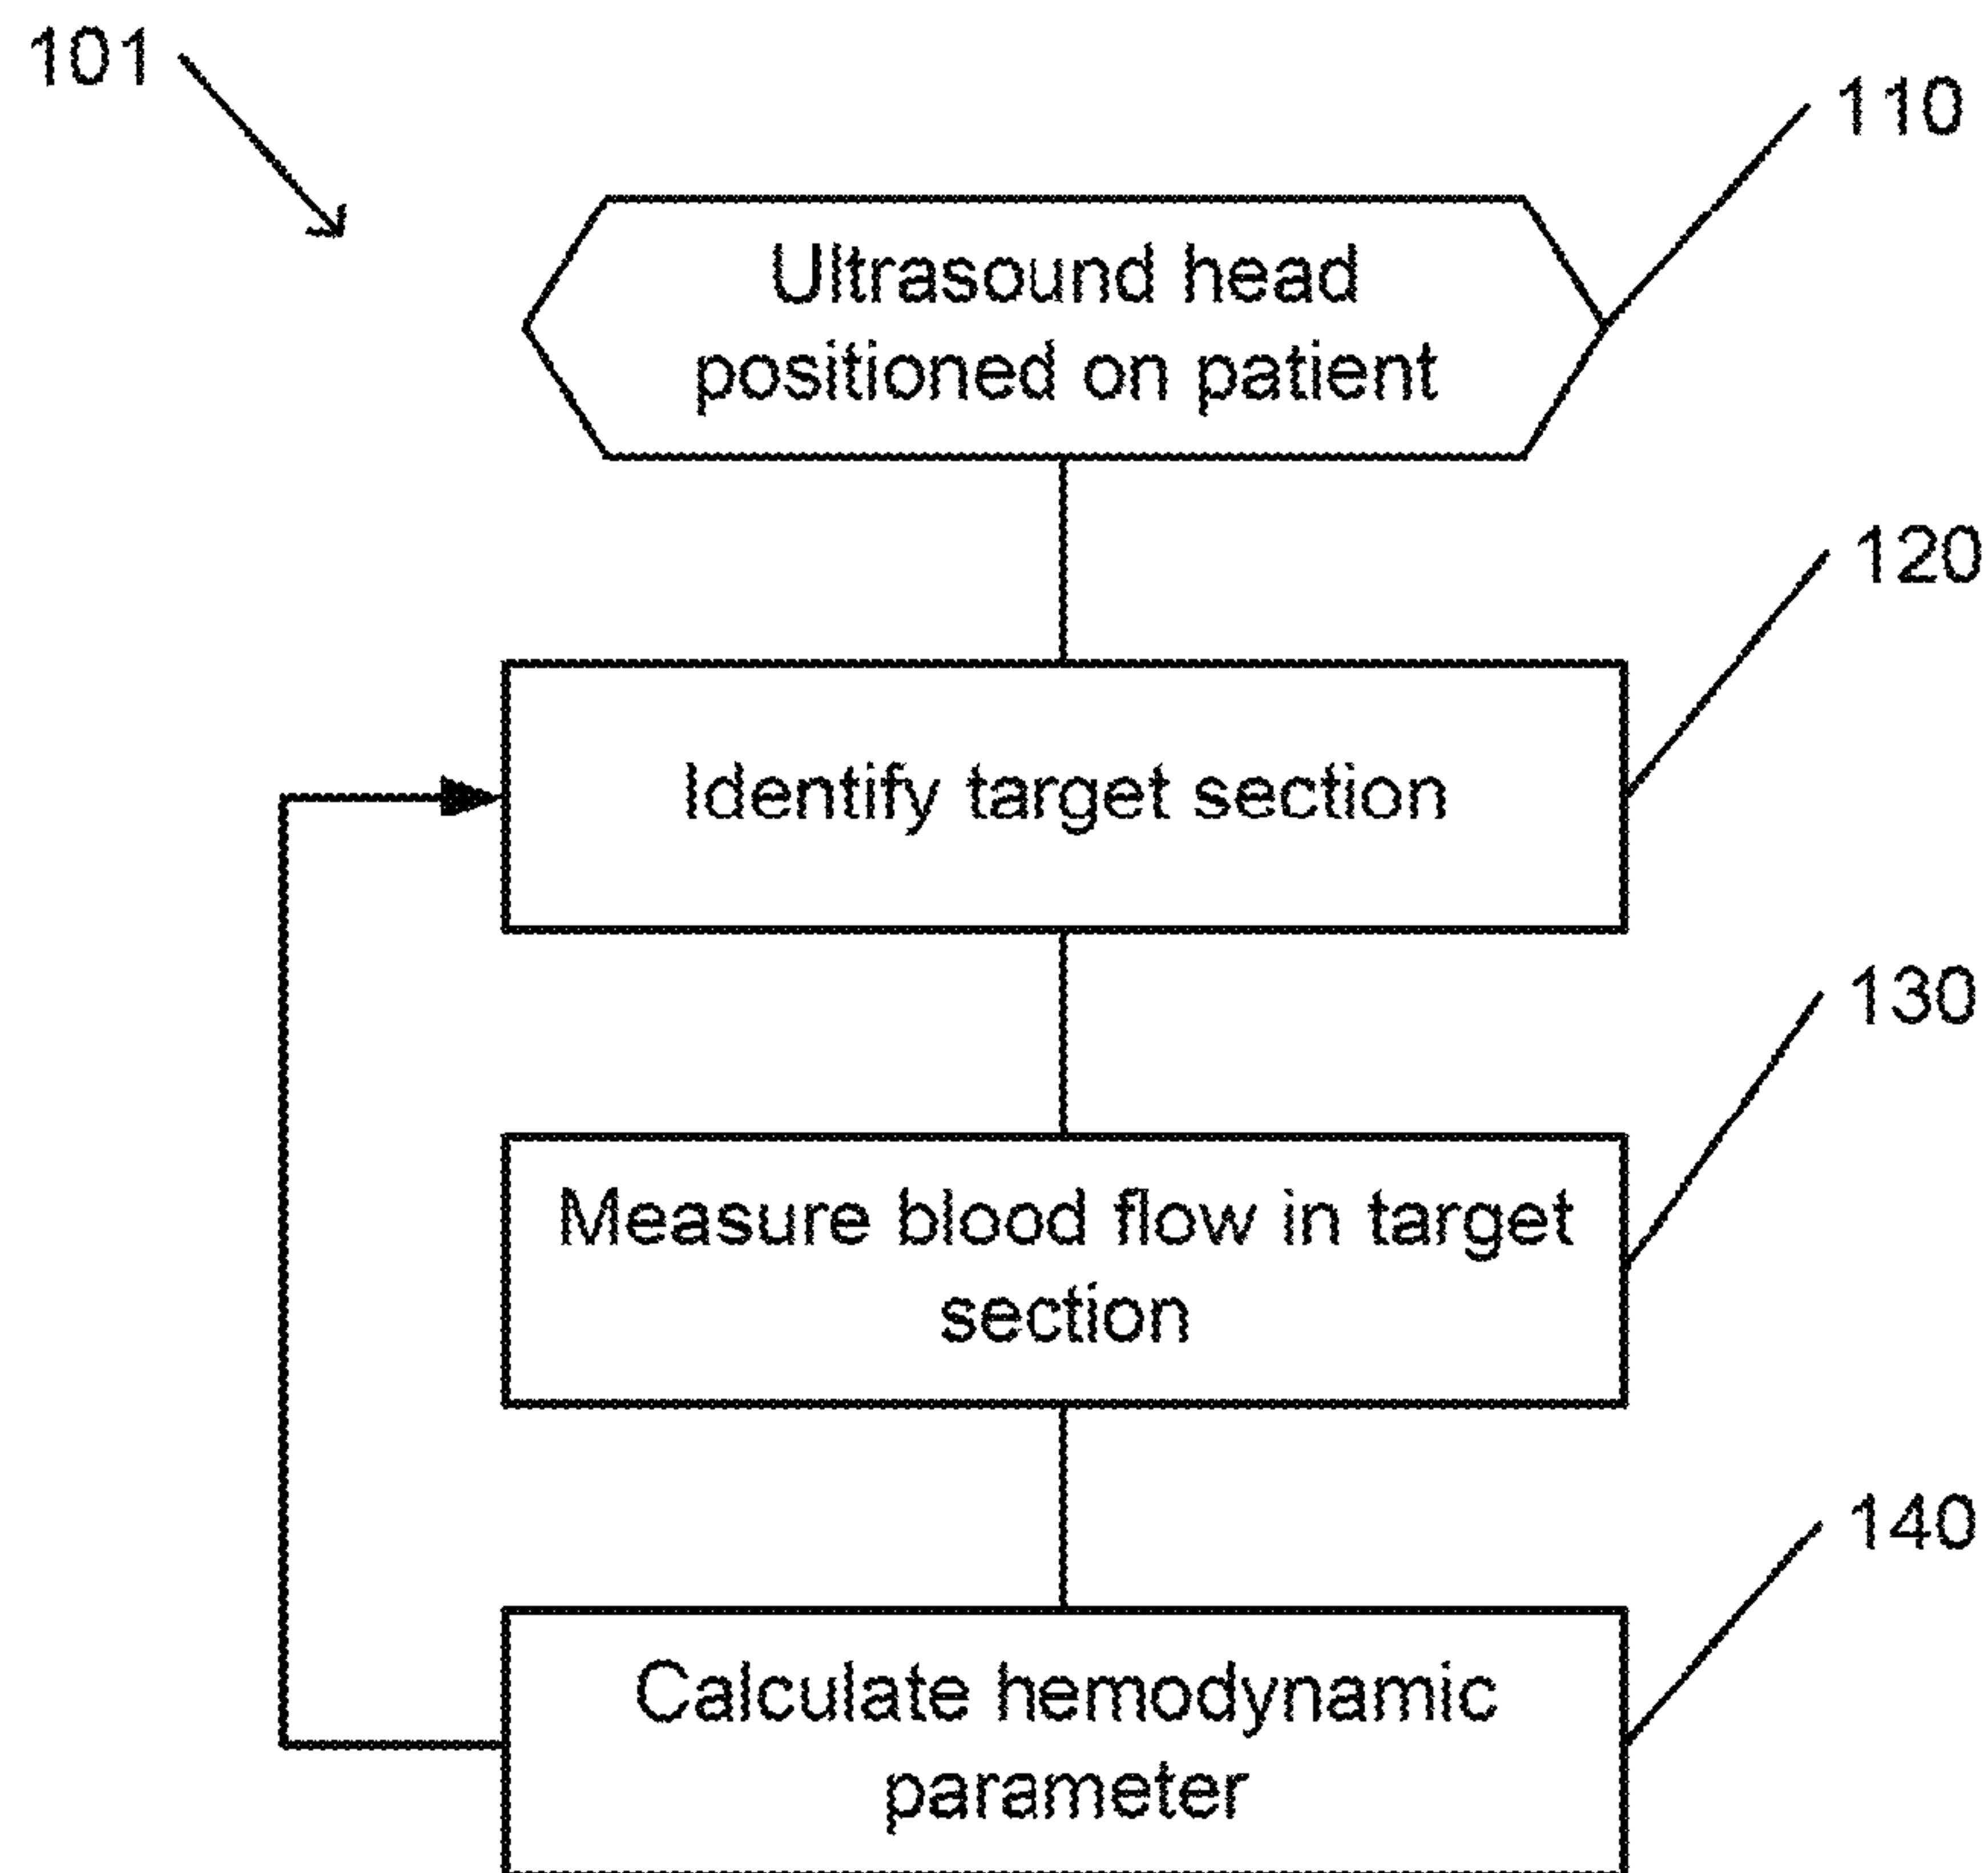 101
110
Ultrasound head
positioned on patient
120
Identify target section
130
Measure blood flow in target
section
140
Calculate hemodynamic
parameter